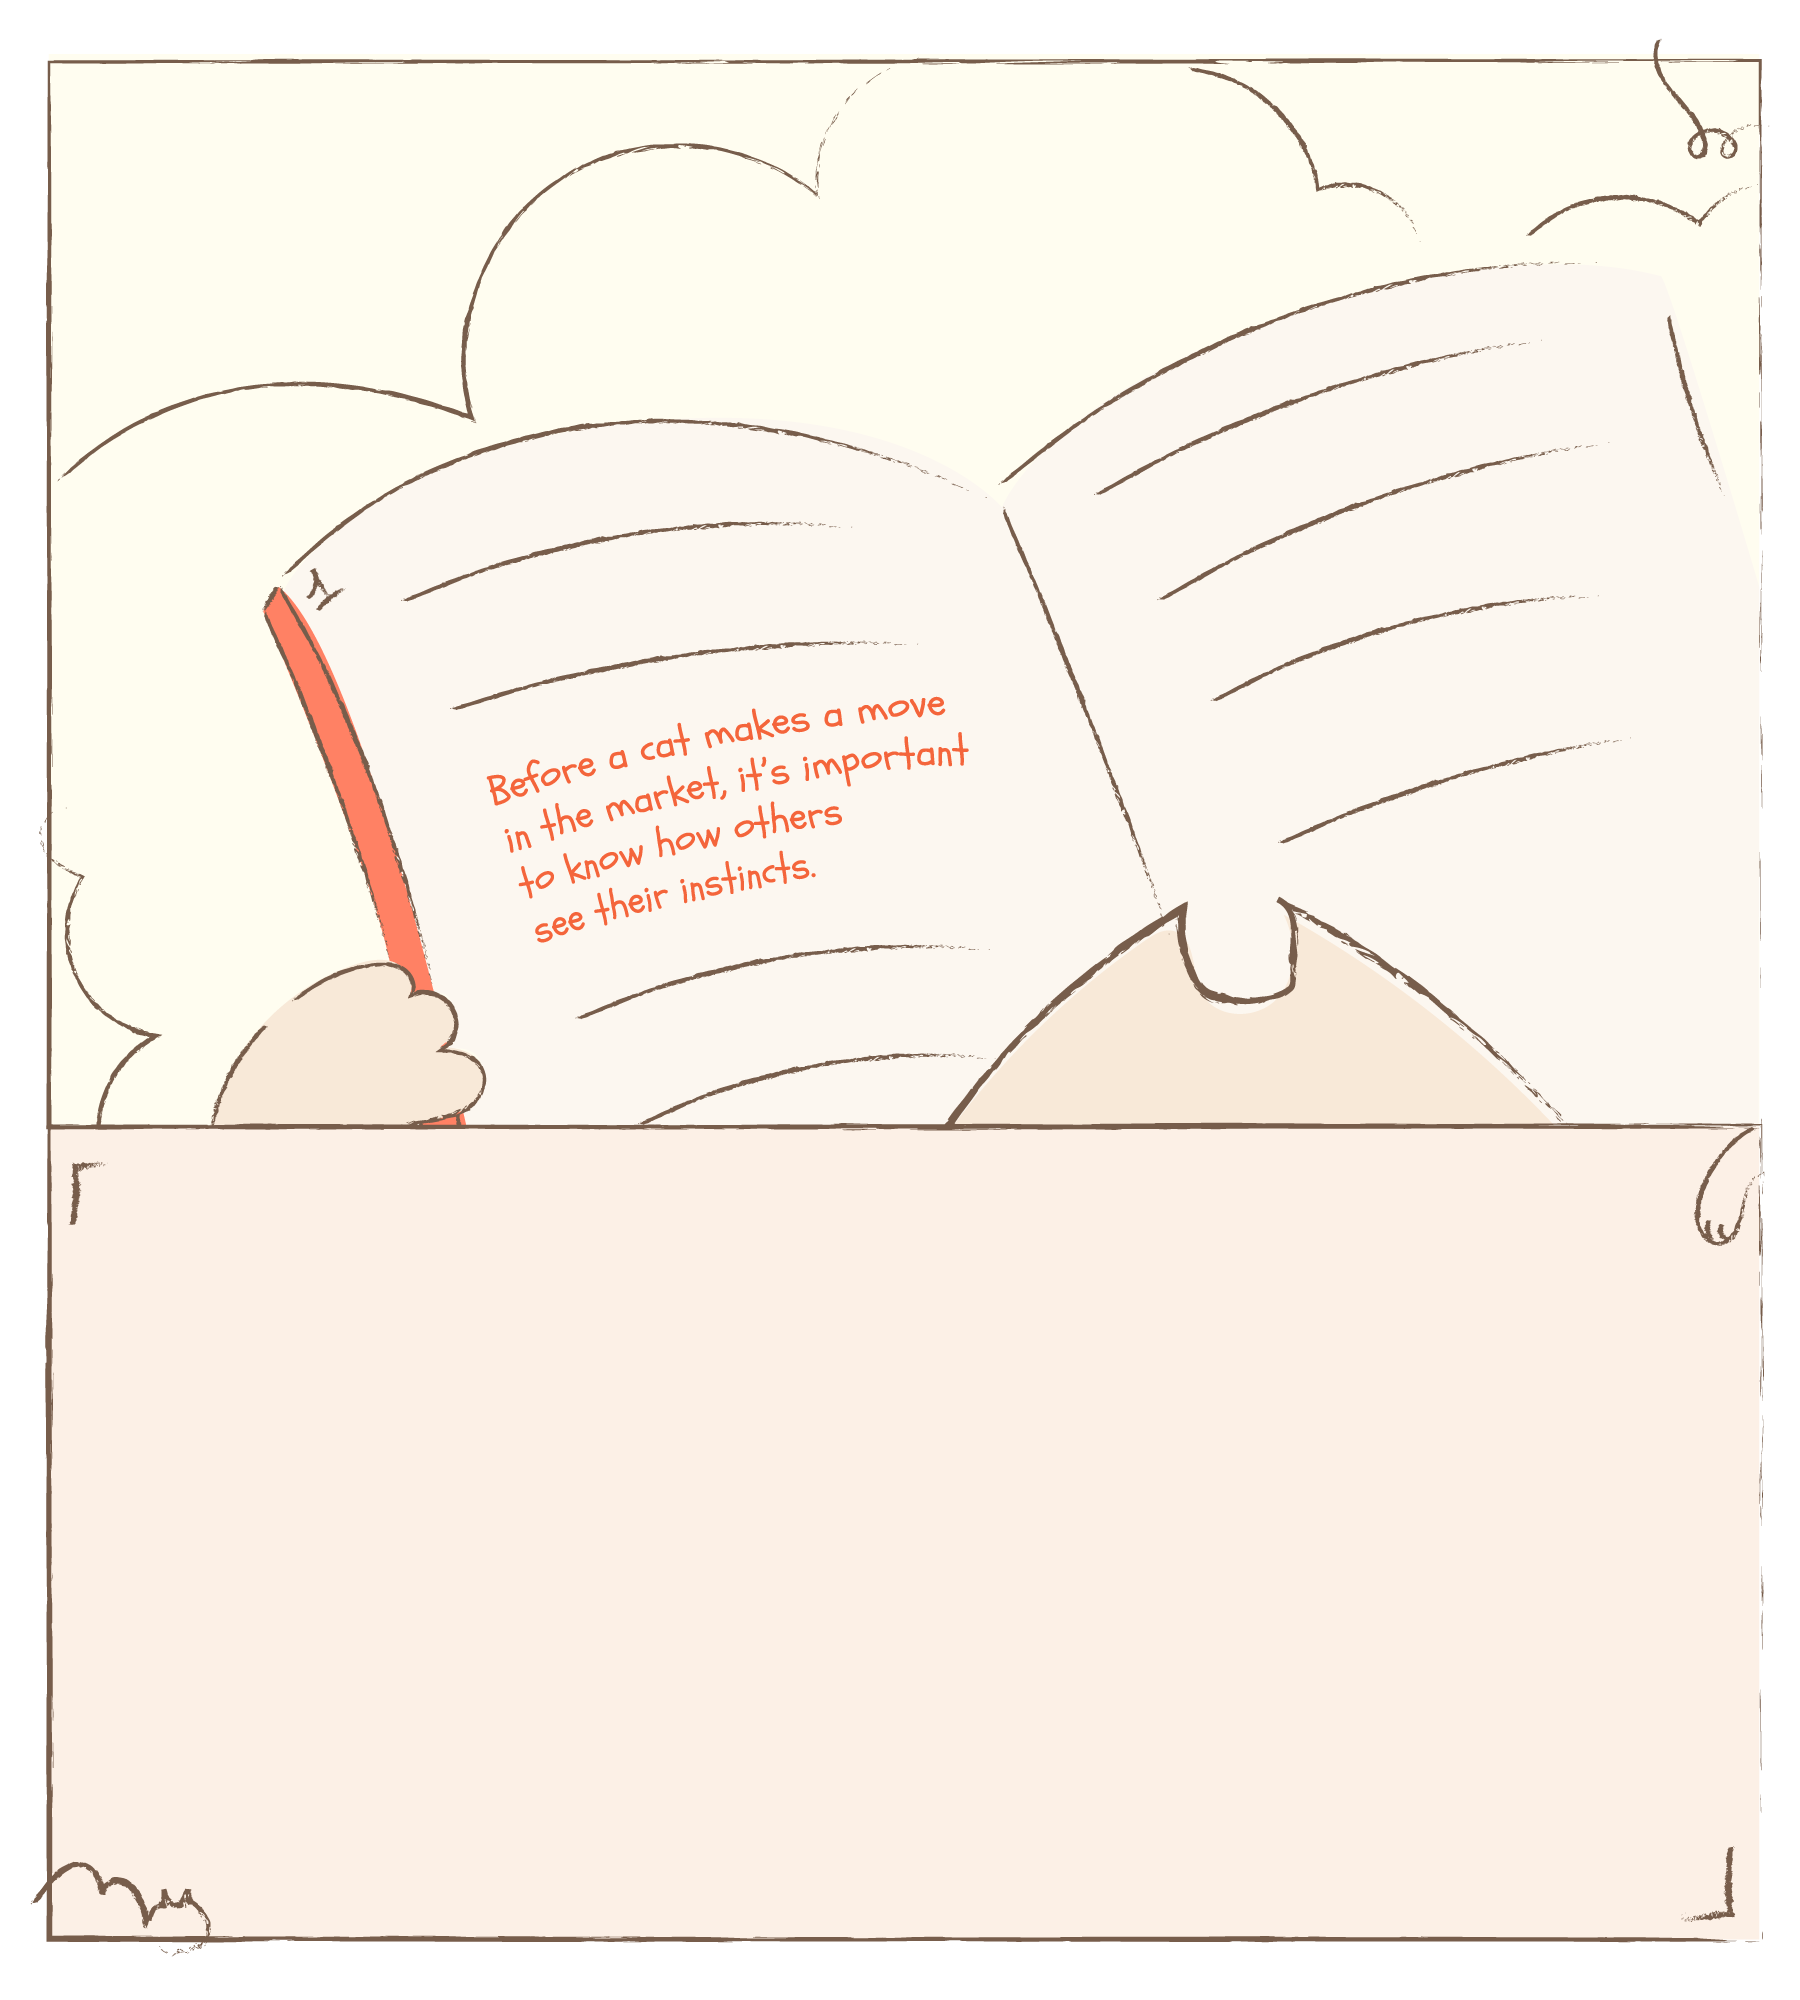 1
Before a cat makes a move
in the market, it's important
to know how others
see their instincts.